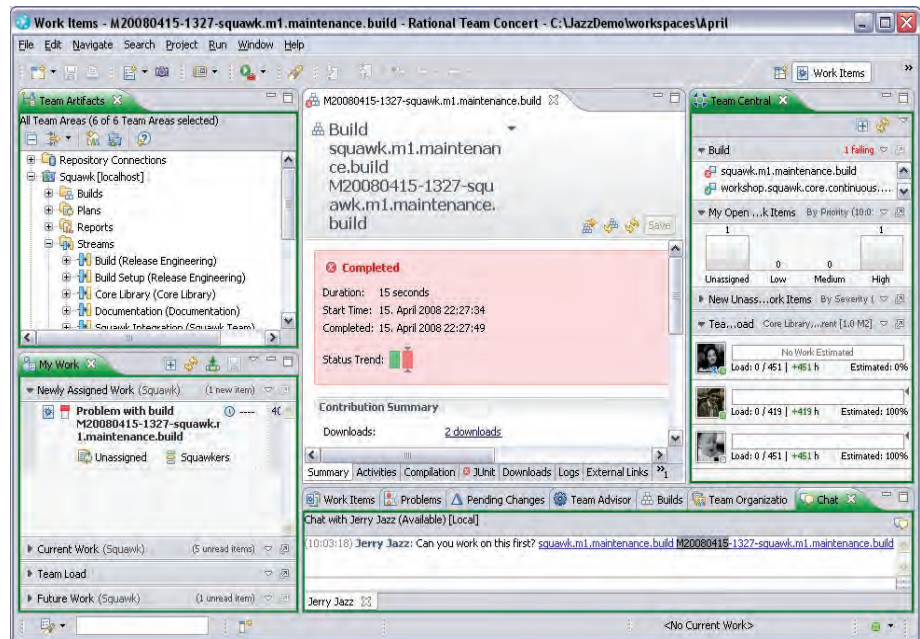 Work Items - M20080415-1327-squawk.m1.maintenance.build - Rational Team Concert - C:\JazzDemo\workspaces\April
File Edit Navigate Search Project Run Window Help
Work Items
»
Team Artifacts
All Team Areas (6 of 6 Team Areas selected)
Repository Connections
Squawk [localhost]
Builds
Plans
Reports
Streams
Build (Release Engineering)
Build Setup (Release Engineering)
Core Library (Core Library)
Documentation (Documentation)
Squawk Integration (Squawk Team)
My Work
Newly Assigned Work (Squawk) (1 new item)
Problem with build ---- 40
M20080415-1327-squawk.r
1.maintenance.build
Unassigned Squawkers
Current Work (Squawk) (5 unread items)
Team Load
Future Work (Squawk) (1 unread item)
M20080415-1327-squawk.m1.maintenance.build
Build
squawk.m1.maintenan
ce.build
M20080415-1327-squ
awk.m1.maintenance.
build
Save
Completed
Duration: 15 seconds
Start Time: 15. April 2008 22:27:34
Completed: 15. April 2008 22:27:49
Status Trend:
Contribution Summary
Downloads: 2 downloads
Summary Activities Compilation JUnit Downloads Logs External Links »1
Team Central
Build 1 failing
squawk.m1.maintenance.build
workshop.squawk.core.continuous....
My Open ...k Items By Priority (10:0:
1 1
0 0
Unassigned Low Medium High
New Unass...ork Items By Severity (
Tea...oad Core Library,...rent [1.0 M2]
No Work Estimated
Load: 0 / 451 | +451 h Estimated: 0%
Load: 0 / 419 | +419 h Estimated: 100%
Load: 0 / 451 | +451 h Estimated: 100%
Work Items Problems Pending Changes Team Advisor Builds Team Organizatio Chat
Chat with Jerry Jazz (Available) [Local]
(10:03:18) Jerry Jazz: Can you work on this first? squawk.m1.maintenance.build M20080415-1327-squawk.m1.maintenance.build
Jerry Jazz
<No Current Work>